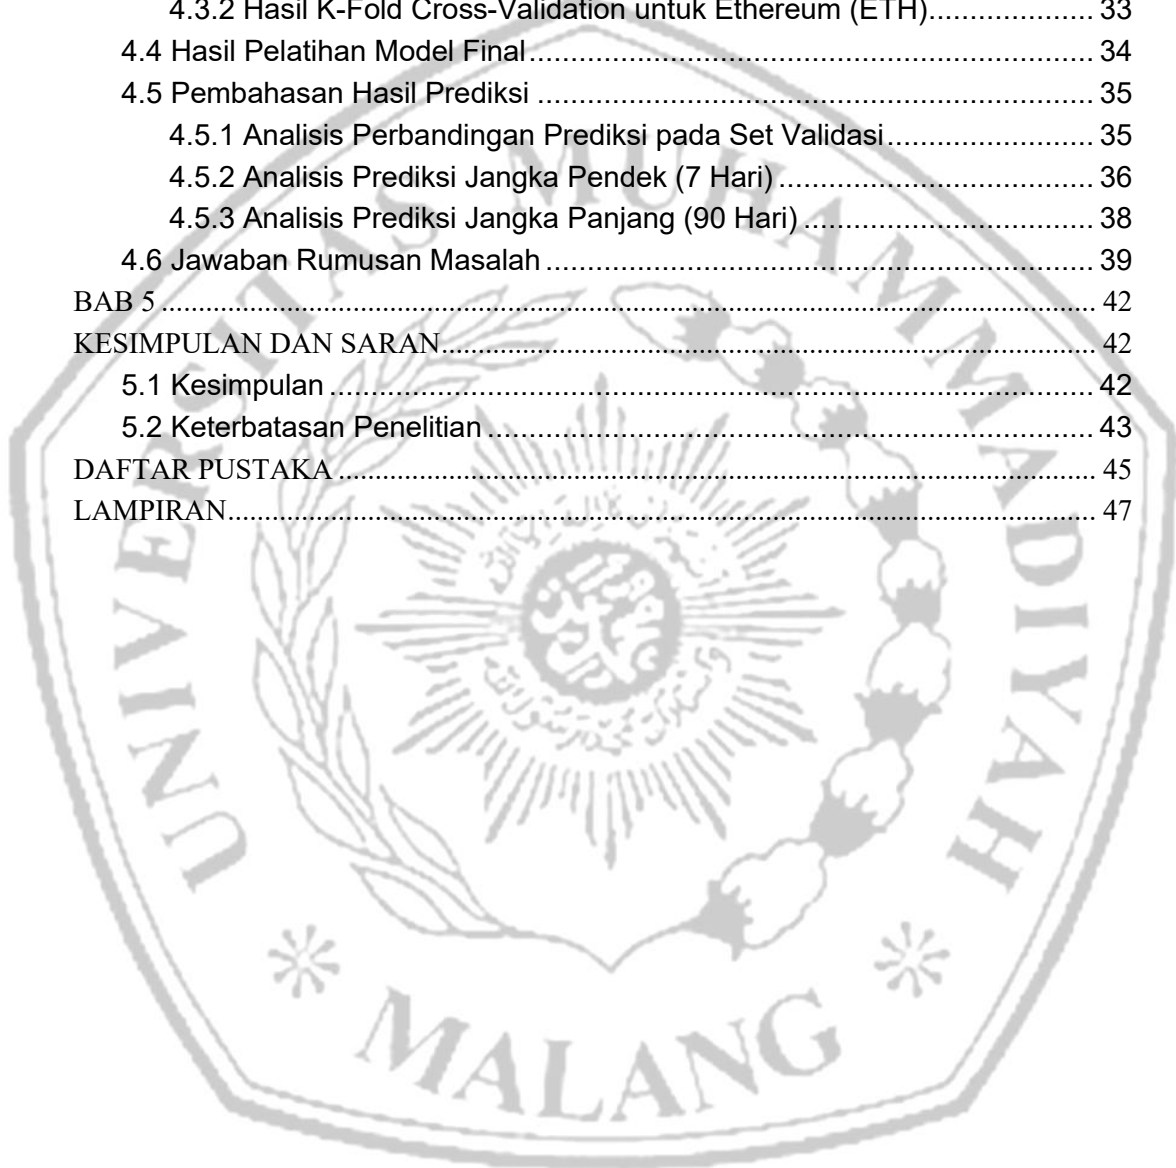 4.3.2 Hasil K-Fold Cross-Validation untuk Ethereum (ETH).................... 33
4.4 Hasil Pelatihan Model Final.................................................................... 34
4.5 Pembahasan Hasil Prediksi ................................................................... 35
4.5.1 Analisis Perbandingan Prediksi pada Set Validasi......................... 35
4.5.2 Analisis Prediksi Jangka Pendek (7 Hari) ...................................... 36
4.5.3 Analisis Prediksi Jangka Panjang (90 Hari) ................................... 38
4.6 Jawaban Rumusan Masalah .................................................................. 39
BAB 5 ............................................................................................................ 42
KESIMPULAN DAN SARAN....................................................................... 42
5.1 Kesimpulan ............................................................................................ 42
5.2 Keterbatasan Penelitian ......................................................................... 43
DAFTAR PUSTAKA .................................................................................... 45
LAMPIRAN.................................................................................................. 47
UNIVERSITAS MUHAMMADIYAH
MALANG